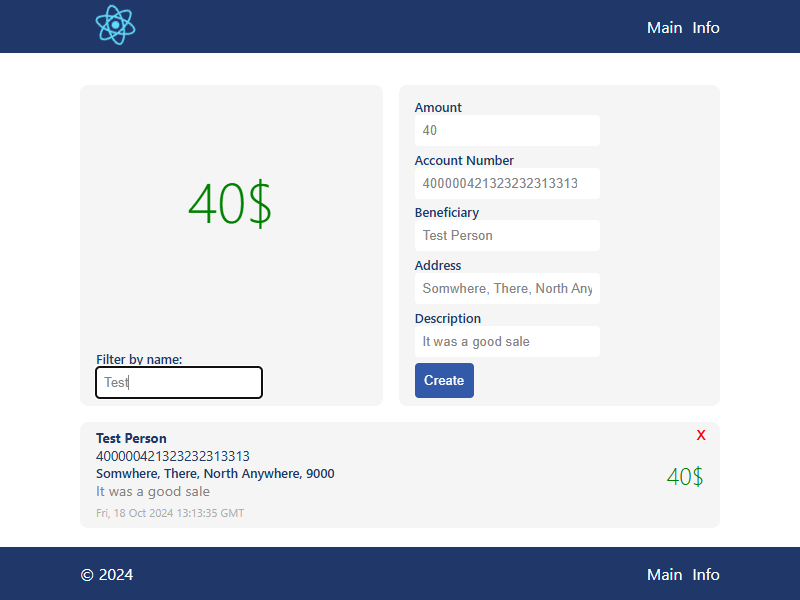 Main Info
40$
Filter by name:
Test
Amount
40
Account Number
400000421323232313313
Beneficiary
Test Person
Address
Somwhere, There, North Any
Description
It was a good sale
Create
Test Person
X
400000421323232313313
Somwhere, There, North Anywhere, 9000
40$
It was a good sale
Fri, 18 Oct 2024 13:13:35 GMT
© 2024
Main Info